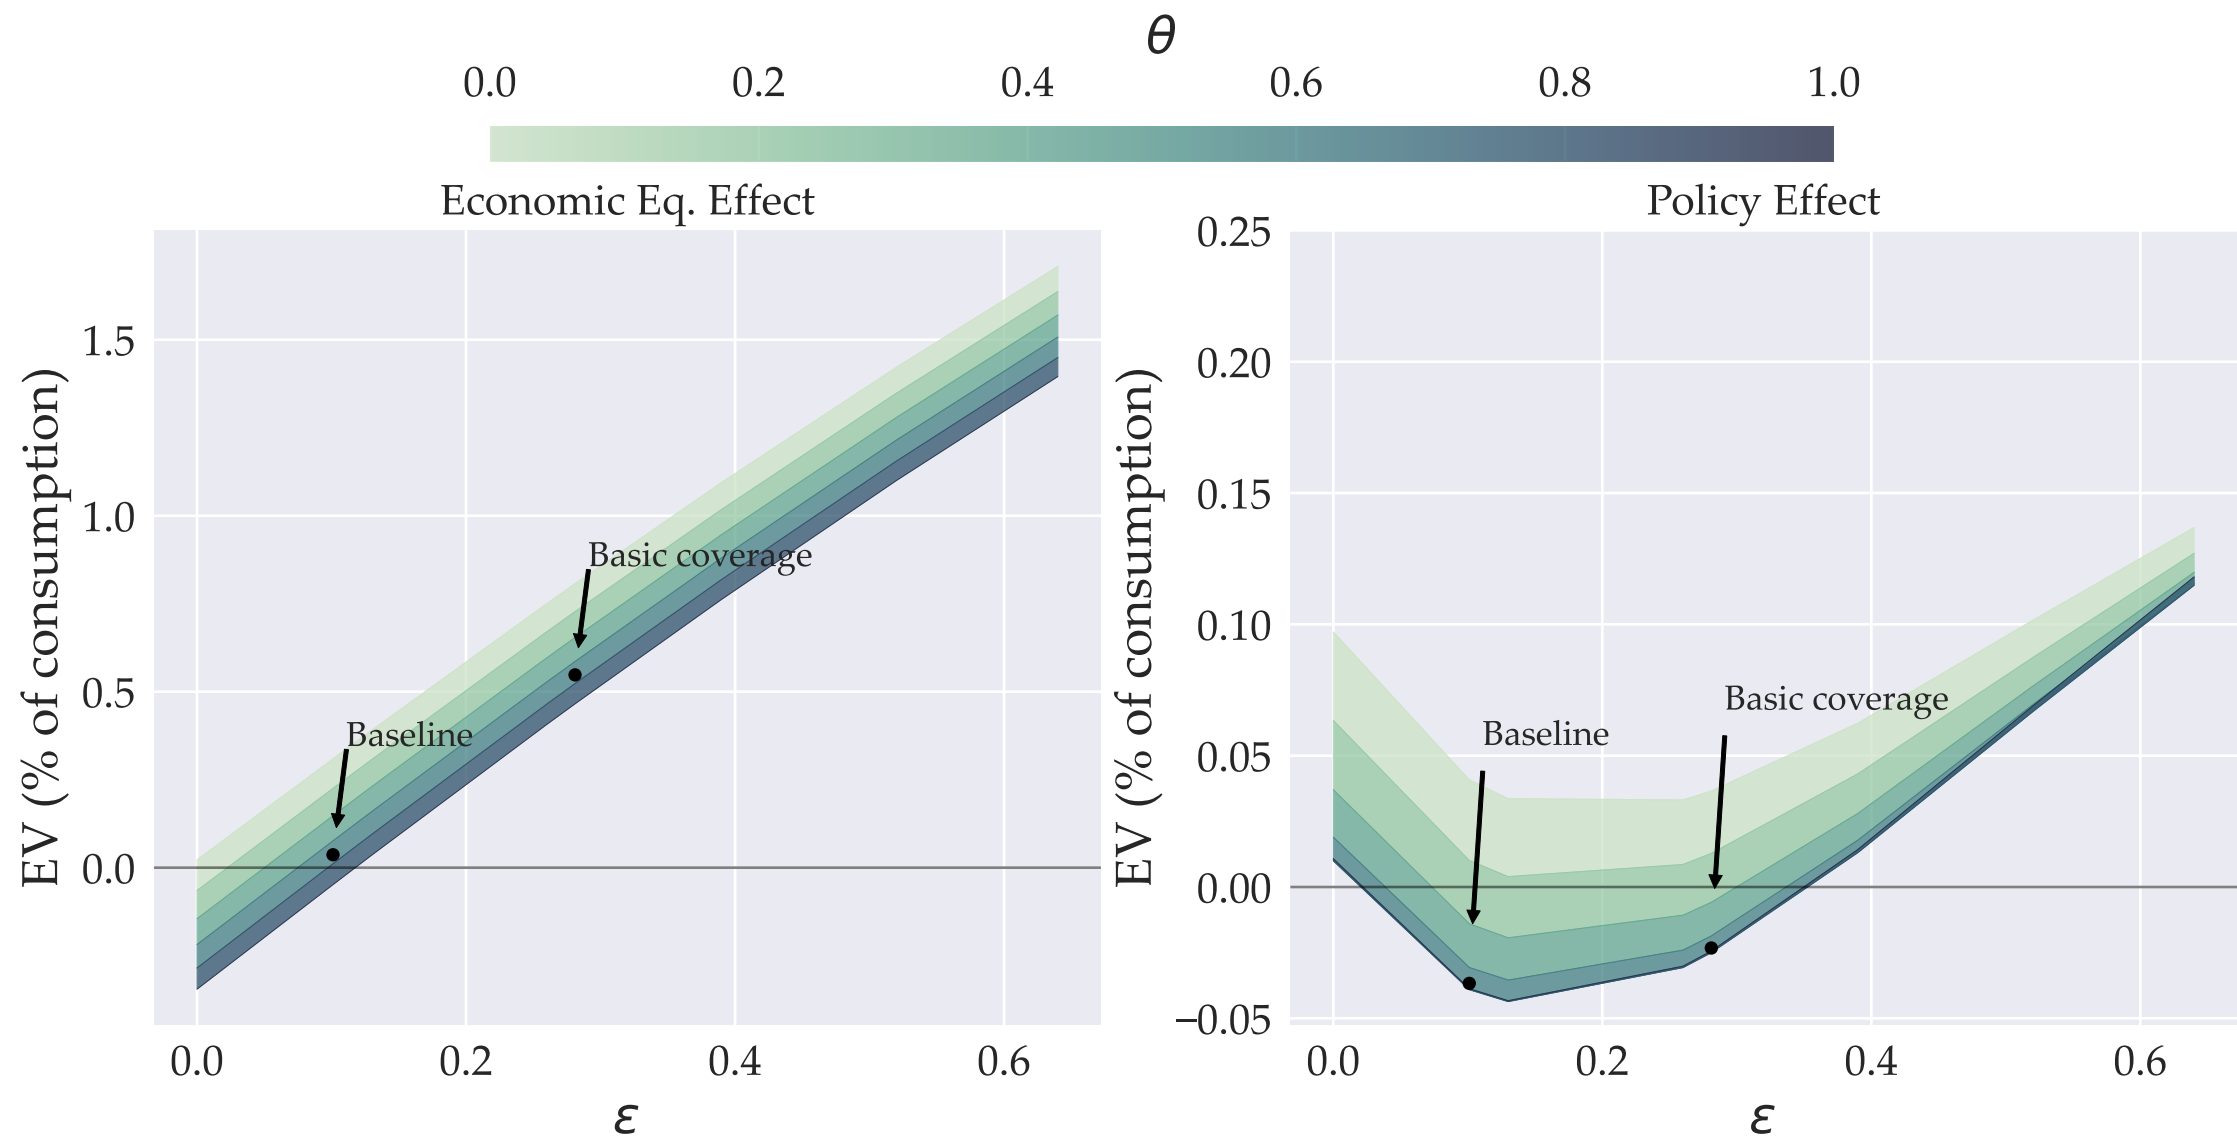 θ
0.0 0.2 0.4 0.6 0.8 1.0
Economic Eq. Effect
EV (% of consumption)
1.5
1.0
0.5
0.0
Basic coverage
Baseline
0.0 0.2 0.4 0.6
ε
Policy Effect
EV (% of consumption)
0.25
0.20
0.15
0.10
0.05
0.00
−0.05
Basic coverage
Baseline
0.0 0.2 0.4 0.6
ε